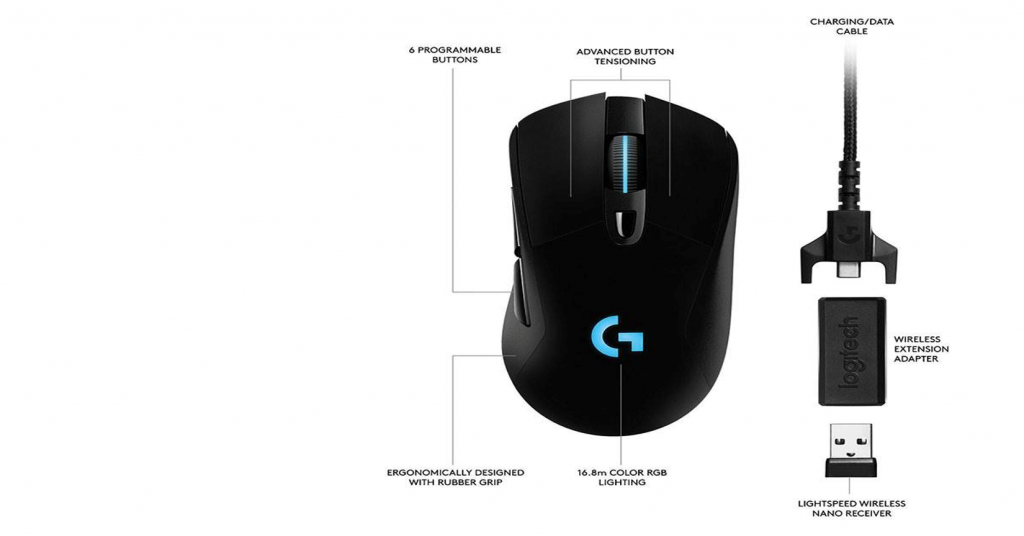 CHARGING/DATA
CABLE
6 PROGRAMMABLE
BUTTONS
ADVANCED BUTTON
TENSIONING
G
G
logitech
WIRELESS
EXTENSION
ADAPTER
ERGONOMICALLY DESIGNED
WITH RUBBER GRIP
16.8m COLOR RGB
LIGHTING
LIGHTSPEED WIRELESS
NANO RECEIVER